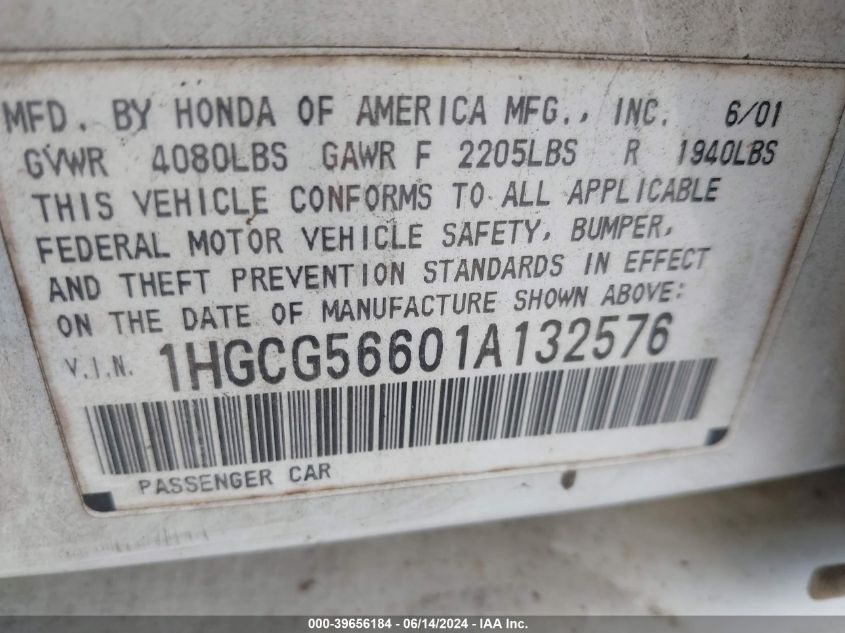 MFD. BY HONDA OF AMERICA MFG., INC. 6/01
GVWR 4080LBS GAWR F 2205LBS R 1940LBS
THIS VEHICLE CONFORMS TO ALL APPLICABLE
FEDERAL MOTOR VEHICLE SAFETY, BUMPER,
AND THEFT PREVENTION STANDARDS IN EFFECT
ON THE DATE OF MANUFACTURE SHOWN ABOVE:
V.I.N. 1HGCG56601A132576
PASSENGER CAR
000-39656184 - 06/14/2024 - IAA Inc.